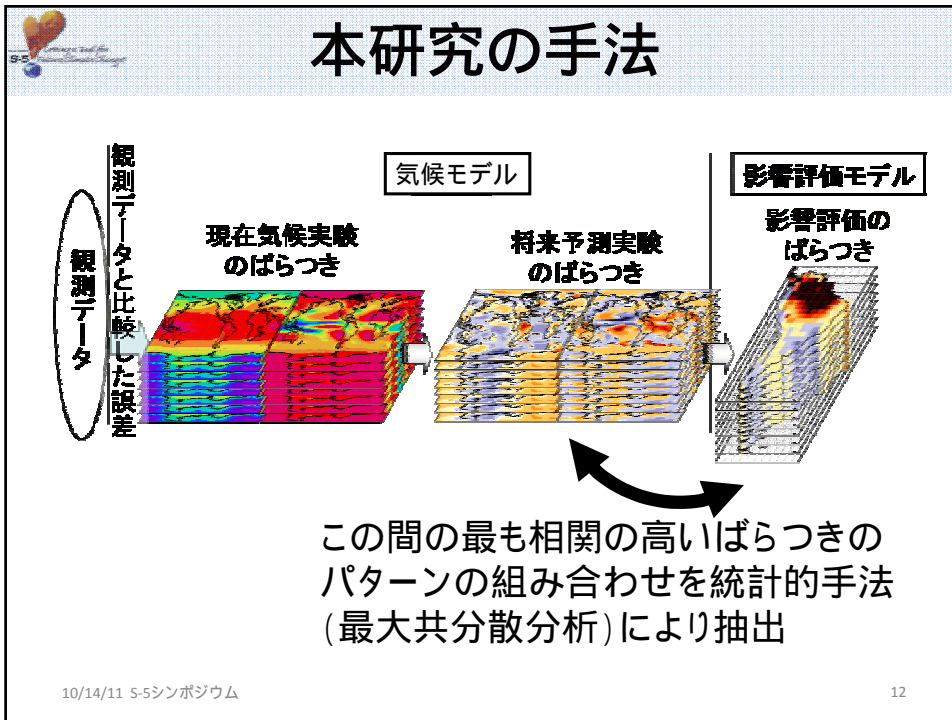 本研究の手法
S-5
観測データ
観測データと比較した誤差
気候モデル
現在気候実験
のばらつき
将来予測実験
のばらつき
影響評価モデル
影響評価の
ばらつき
この間の最も相関の高いばらつきの
パターンの組み合わせを統計的手法
(最大共分散分析)により抽出
10/14/11 S-5シンポジウム
12